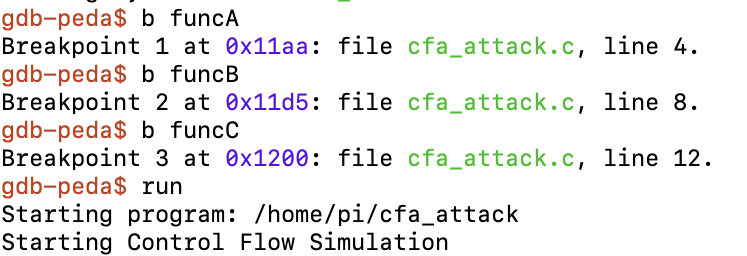 gdb-peda$ b funcA
Breakpoint 1 at 0x11aa: file cfa_attack.c, line 4.
gdb-peda$ b funcB
Breakpoint 2 at 0x11d5: file cfa_attack.c, line 8.
gdb-peda$ b funcC
Breakpoint 3 at 0x1200: file cfa_attack.c, line 12.
gdb-peda$ run
Starting program: /home/pi/cfa_attack
Starting Control Flow Simulation